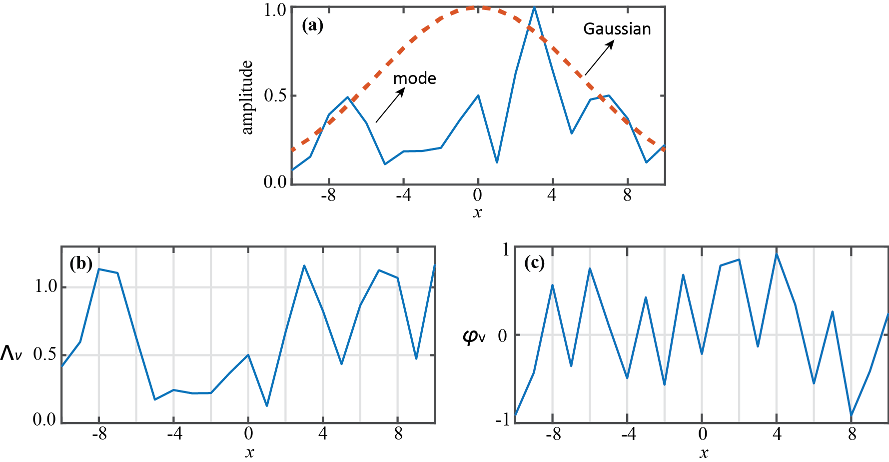 (a)
Gaussian
mode
amplitude
1.0
0.5
0.0
-8 -4 0 4 8
x
(b)
Λν
1.0
0.5
0.0
-8 -4 0 4 8
x
(c)
φν
1
0
-1
-8 -4 0 4 8
x